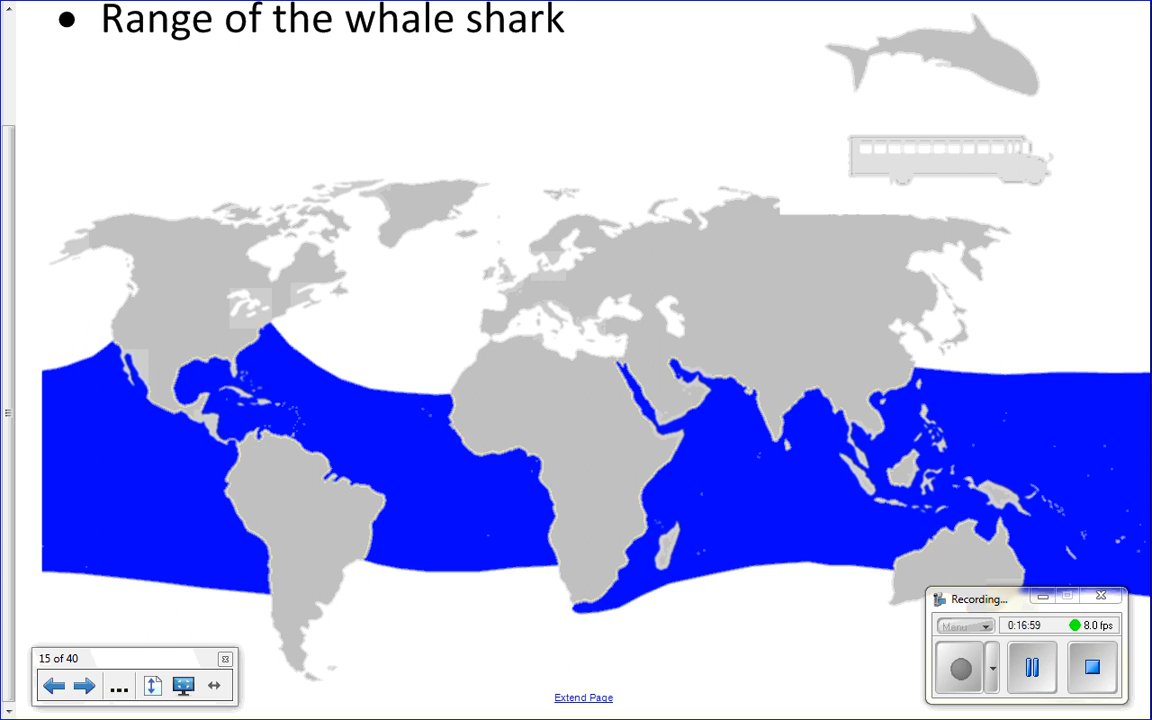 • Range of the whale shark
Recording...
Menu
0:16:59
8.0 fps
15 of 40
Extend Page